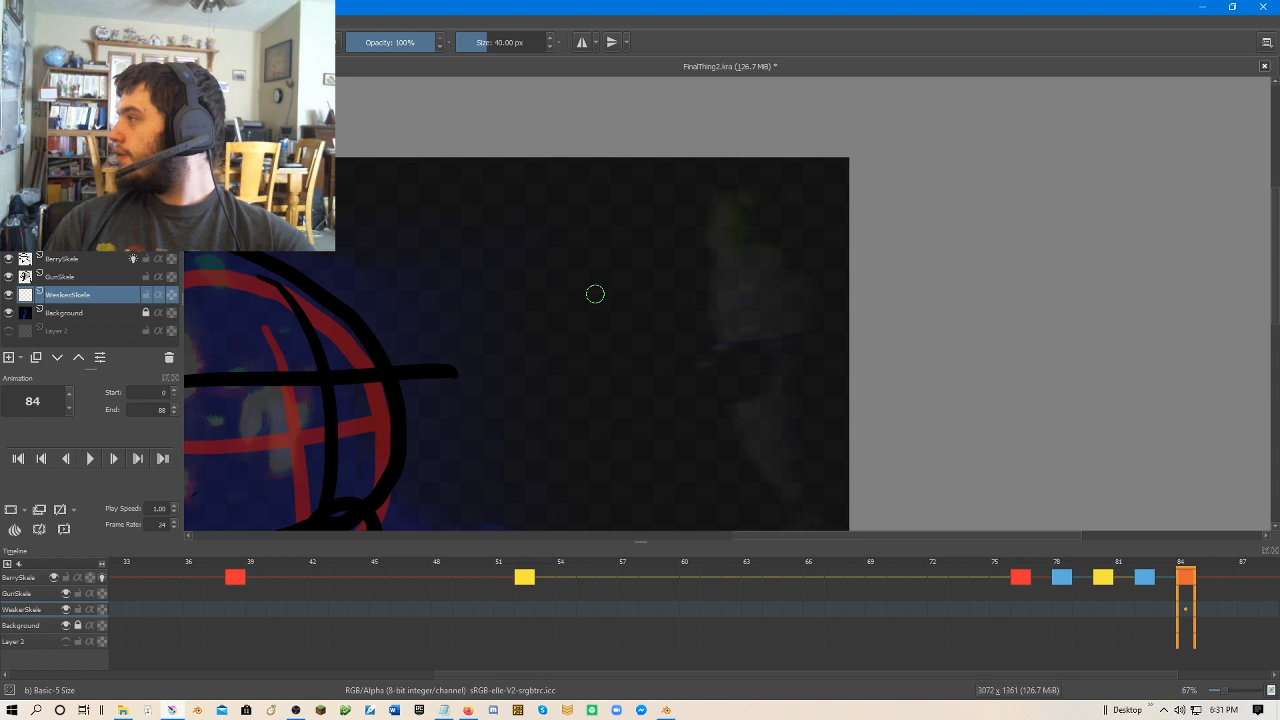 Opacity: 100%
Size: 40.00 px
FinalThing2.kra (126.7 MiB) *
BerrySkele
GunSkele
WeskerSkele
Background
Layer 2
Animation
84
Start: 0
End: 88
Play Speed: 1.00
Frame Rate: 24
Timeline
33 36 39 42 45 48 51 54 57 60 63 66 69 72 75 78 81 84 87
BerrySkele
GunSkele
WeskerSkele
Background
Layer 2
b) Basic-5 Size
RGB/Alpha (8-bit integer/channel) sRGB-elle-V2-srgbtrc.icc
3072 x 1361 (126.7 MiB)
67%
Desktop
6:31 PM